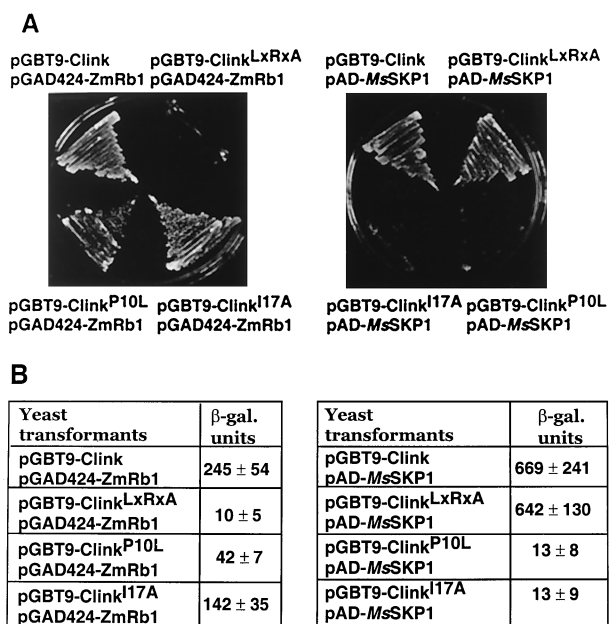 A
pGBT9-Clink pGBT9-ClinkLxRxA pGBT9-Clink pGBT9-ClinkLxRxA
pGAD424-ZmRb1 pGAD424-ZmRb1 pAD-MsSKP1 pAD-MsSKP1
pGBT9-ClinkP10L pGBT9-ClinkI17A pGBT9-ClinkI17A pGBT9-ClinkP10L
pGAD424-ZmRb1 pGAD424-ZmRb1 pAD-MsSKP1 pAD-MsSKP1
B
Yeast β-gal.
transformants units
pGBT9-Clink
pGAD424-ZmRb1 245 ± 54
pGBT9-ClinkLxRxA
pGAD424-ZmRb1 10 ± 5
pGBT9-ClinkP10L
pGAD424-ZmRb1 42 ± 7
pGBT9-ClinkI17A
pGAD424-ZmRb1 142 ± 35
Yeast β-gal.
transformants units
pGBT9-Clink
pAD-MsSKP1 669 ± 241
pGBT9-ClinkLxRxA
pAD-MsSKP1 642 ± 130
pGBT9-ClinkP10L
pAD-MsSKP1 13 ± 8
pGBT9-ClinkI17A
pAD-MsSKP1 13 ± 9